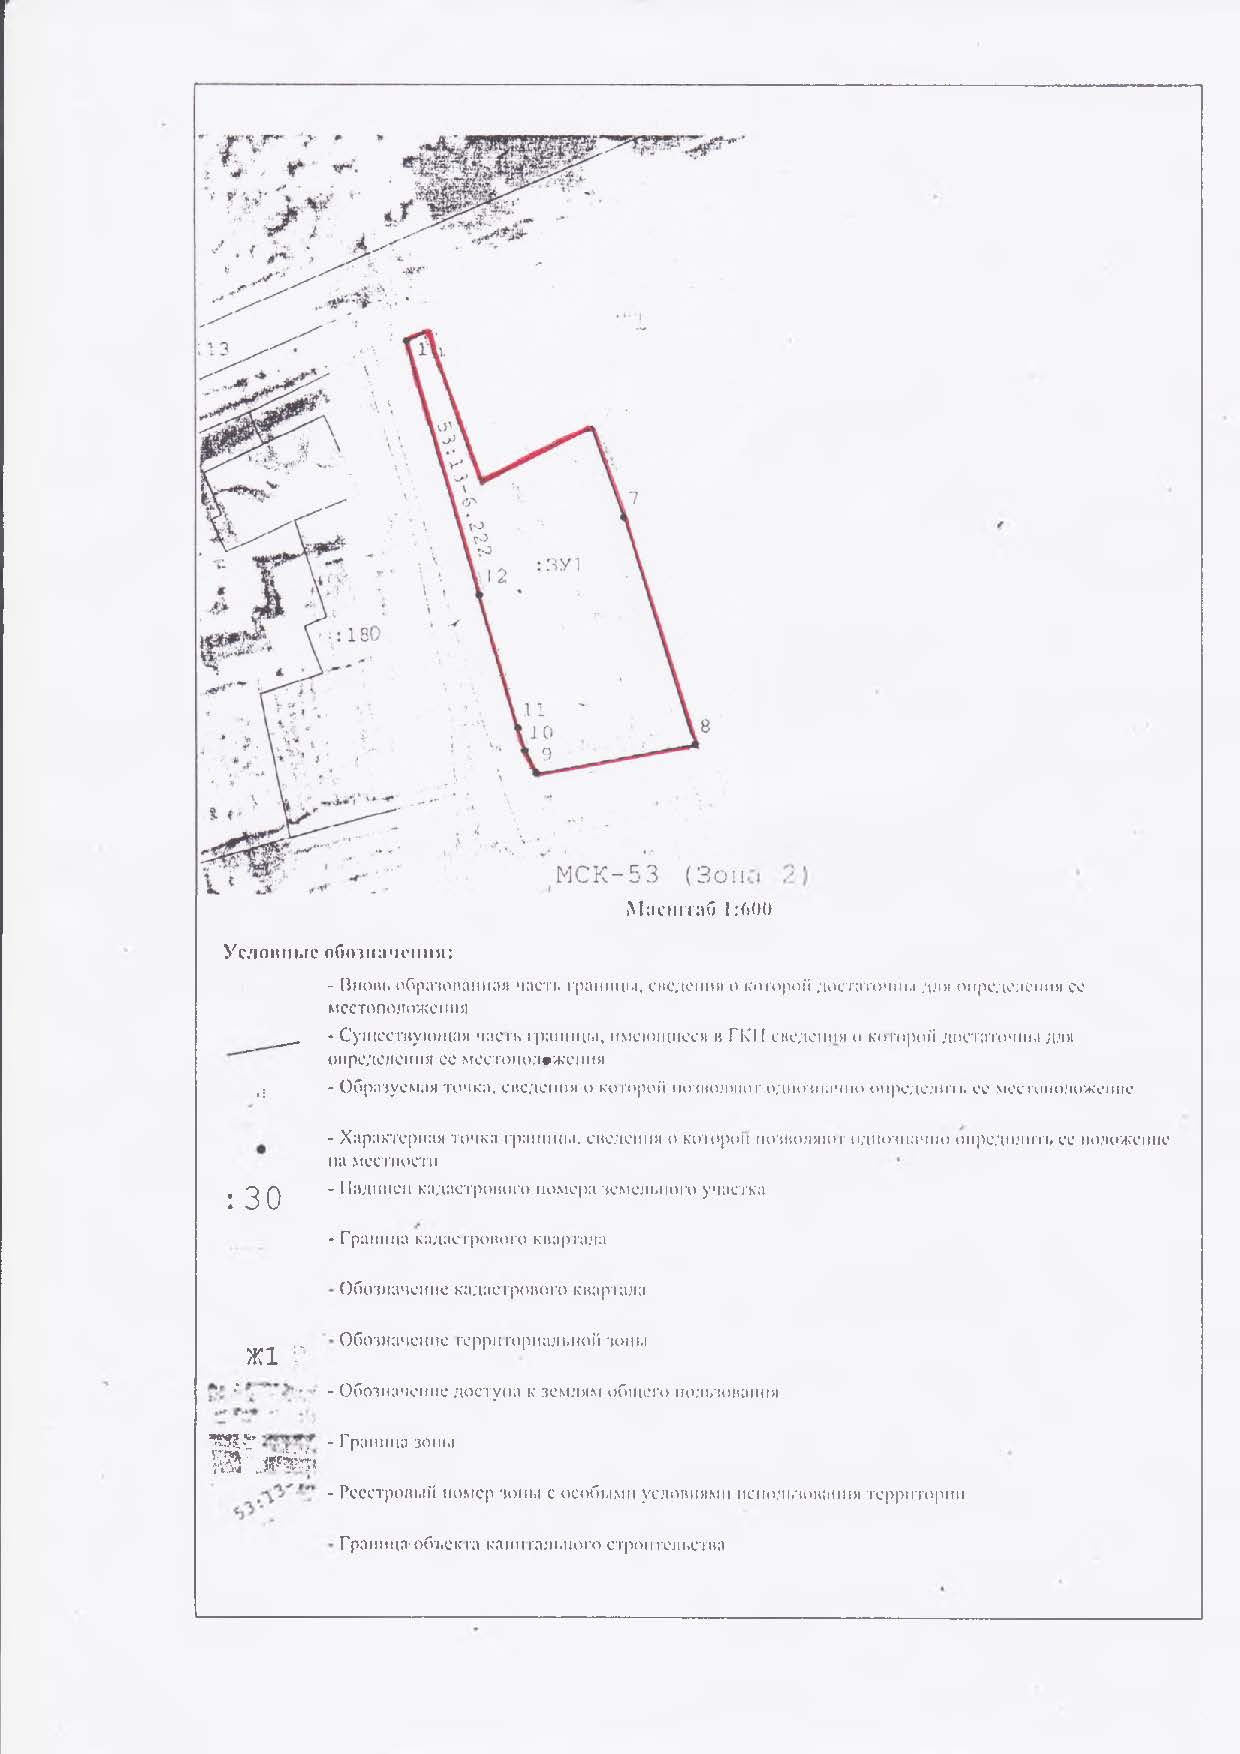 :13
1
1
53:13-6.222
7
:ЗУ1
12
:180
11
10
9
8
МСК-53 (Зона 2)
Масштаб 1:600
Условные обозначения:
- Вновь образованная часть границы, сведения о которой достаточны для определения ее
местоположения
- Существующая часть границы, имеющиеся в ГКН сведения о которой достаточны для
определения ее местоположения
- Образуемая точка, сведения о которой позволяют однозначно определить ее местоположение
- Характерная точка границы, сведения о которой позволяют однозначно определить ее положение
на местности
:30
- Надписи кадастрового номера земельного участка
- Граница кадастрового квартала
- Обозначение кадастрового квартала
Ж1
- Обозначение территориальной зоны
- Обозначение доступа к землям общего пользования
- Граница зоны
53:13-
- Реестровый номер зоны с особыми условиями использования территории
- Граница объекта капитального строительства